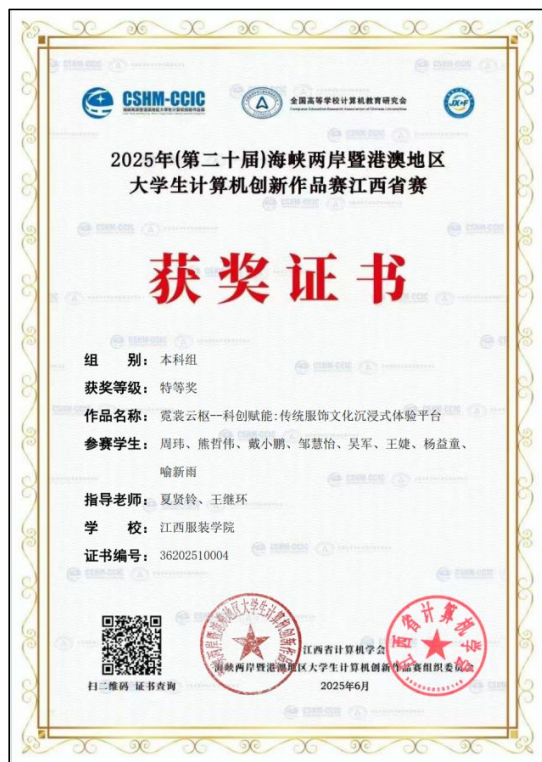 CSHM-CCIC
全国高等学校计算机教育研究会
JX*F
2025年(第二十届)海峡两岸暨港澳地区
大学生计算机创新作品赛江西省赛
获奖证书
组 别： 本科组
获奖等级： 特等奖
作品名称： 霓裳云枢--科创赋能:传统服饰文化沉浸式体验平台
参赛学生： 周玮、熊哲伟、戴小鹏、邹慧怡、吴军、王婕、杨益童、
喻新雨
指导老师： 夏贤铃、王继环
学 校： 江西服装学院
证书编号： 36202510004
扫二维码 证书查询
江西省计算机学会
海峡两岸暨港澳地区大学生计算机创新作品赛组织委员会
2025年6月
江西省计算机学会